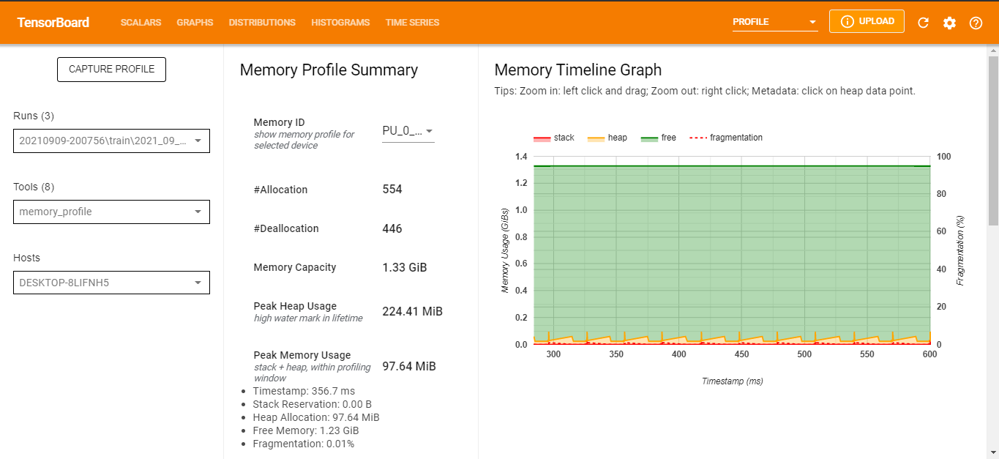 TensorBoard
SCALARS GRAPHS DISTRIBUTIONS HISTOGRAMS TIME SERIES
PROFILE
UPLOAD
CAPTURE PROFILE
Runs (3)
20210909-200756\train\2021_09_...
Tools (8)
memory_profile
Hosts
DESKTOP-8LIFNH5
Memory Profile Summary
Memory ID
show memory profile for
selected device
PU_0_...
#Allocation 554
#Deallocation 446
Memory Capacity 1.33 GiB
Peak Heap Usage
high water mark in lifetime
224.41 MiB
Peak Memory Usage
stack + heap, within profiling
window
97.64 MiB
• Timestamp: 356.7 ms
• Stack Reservation: 0.00 B
• Heap Allocation: 97.64 MiB
• Free Memory: 1.23 GiB
• Fragmentation: 0.01%
Memory Timeline Graph
Tips: Zoom in: left click and drag; Zoom out: right click; Metadata: click on heap data point.
stack heap free fragmentation
Memory Usage (GiBs)
1.4
1.2
1.0
0.8
0.6
0.4
0.2
0.0
100
80
60
40
20
0
Fragmentation (%)
300 350 400 450 500 550 600
Timestamp (ms)